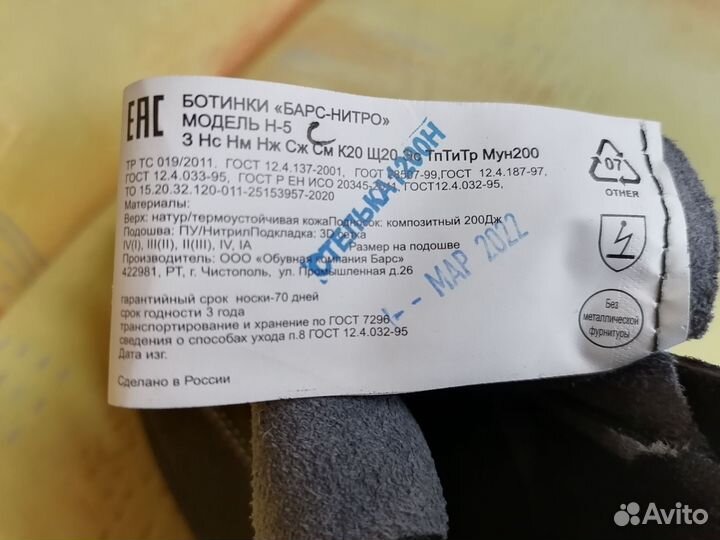 EAC
БОТИНКИ «БАРС-НИТРО»
МОДЕЛЬ Н-5 С
З Нс Нм Нж Сж См К20 Щ20 ТпТиТр Мун200
ТР ТС 019/2011, ГОСТ 12.4.137-2001, ГОСТ 28507-99,ГОСТ 12.4.187-97,
ГОСТ 12.4.033-95, ГОСТ Р ЕН ИСО 20345-2011, ГОСТ12.4.032-95,
ТО 15.20.32.120-011-25153957-2020
Материалы:
Верх: натур/термоустойчивая кожаПодносок: композитный 200Дж
Подошва: ПУ/НитрилПодкладка: 3D сетка
IV(I), III(II), II(III), IV, IA Размер на подошве
Производитель: ООО «Обувная компания Барс»
422981, РТ, г. Чистополь, ул. Промышленной д.26
гарантийный срок носки-70 дней
срок годности 3 года
транспортирование и хранение по ГОСТ 7296
сведения о способах ухода п.8 ГОСТ 12.4.032-95
Дата изг.
Сделано в России
СТЕЛЬКА1200Н
МАР 2022
07
Без
металлической
фурнитуры
Avito